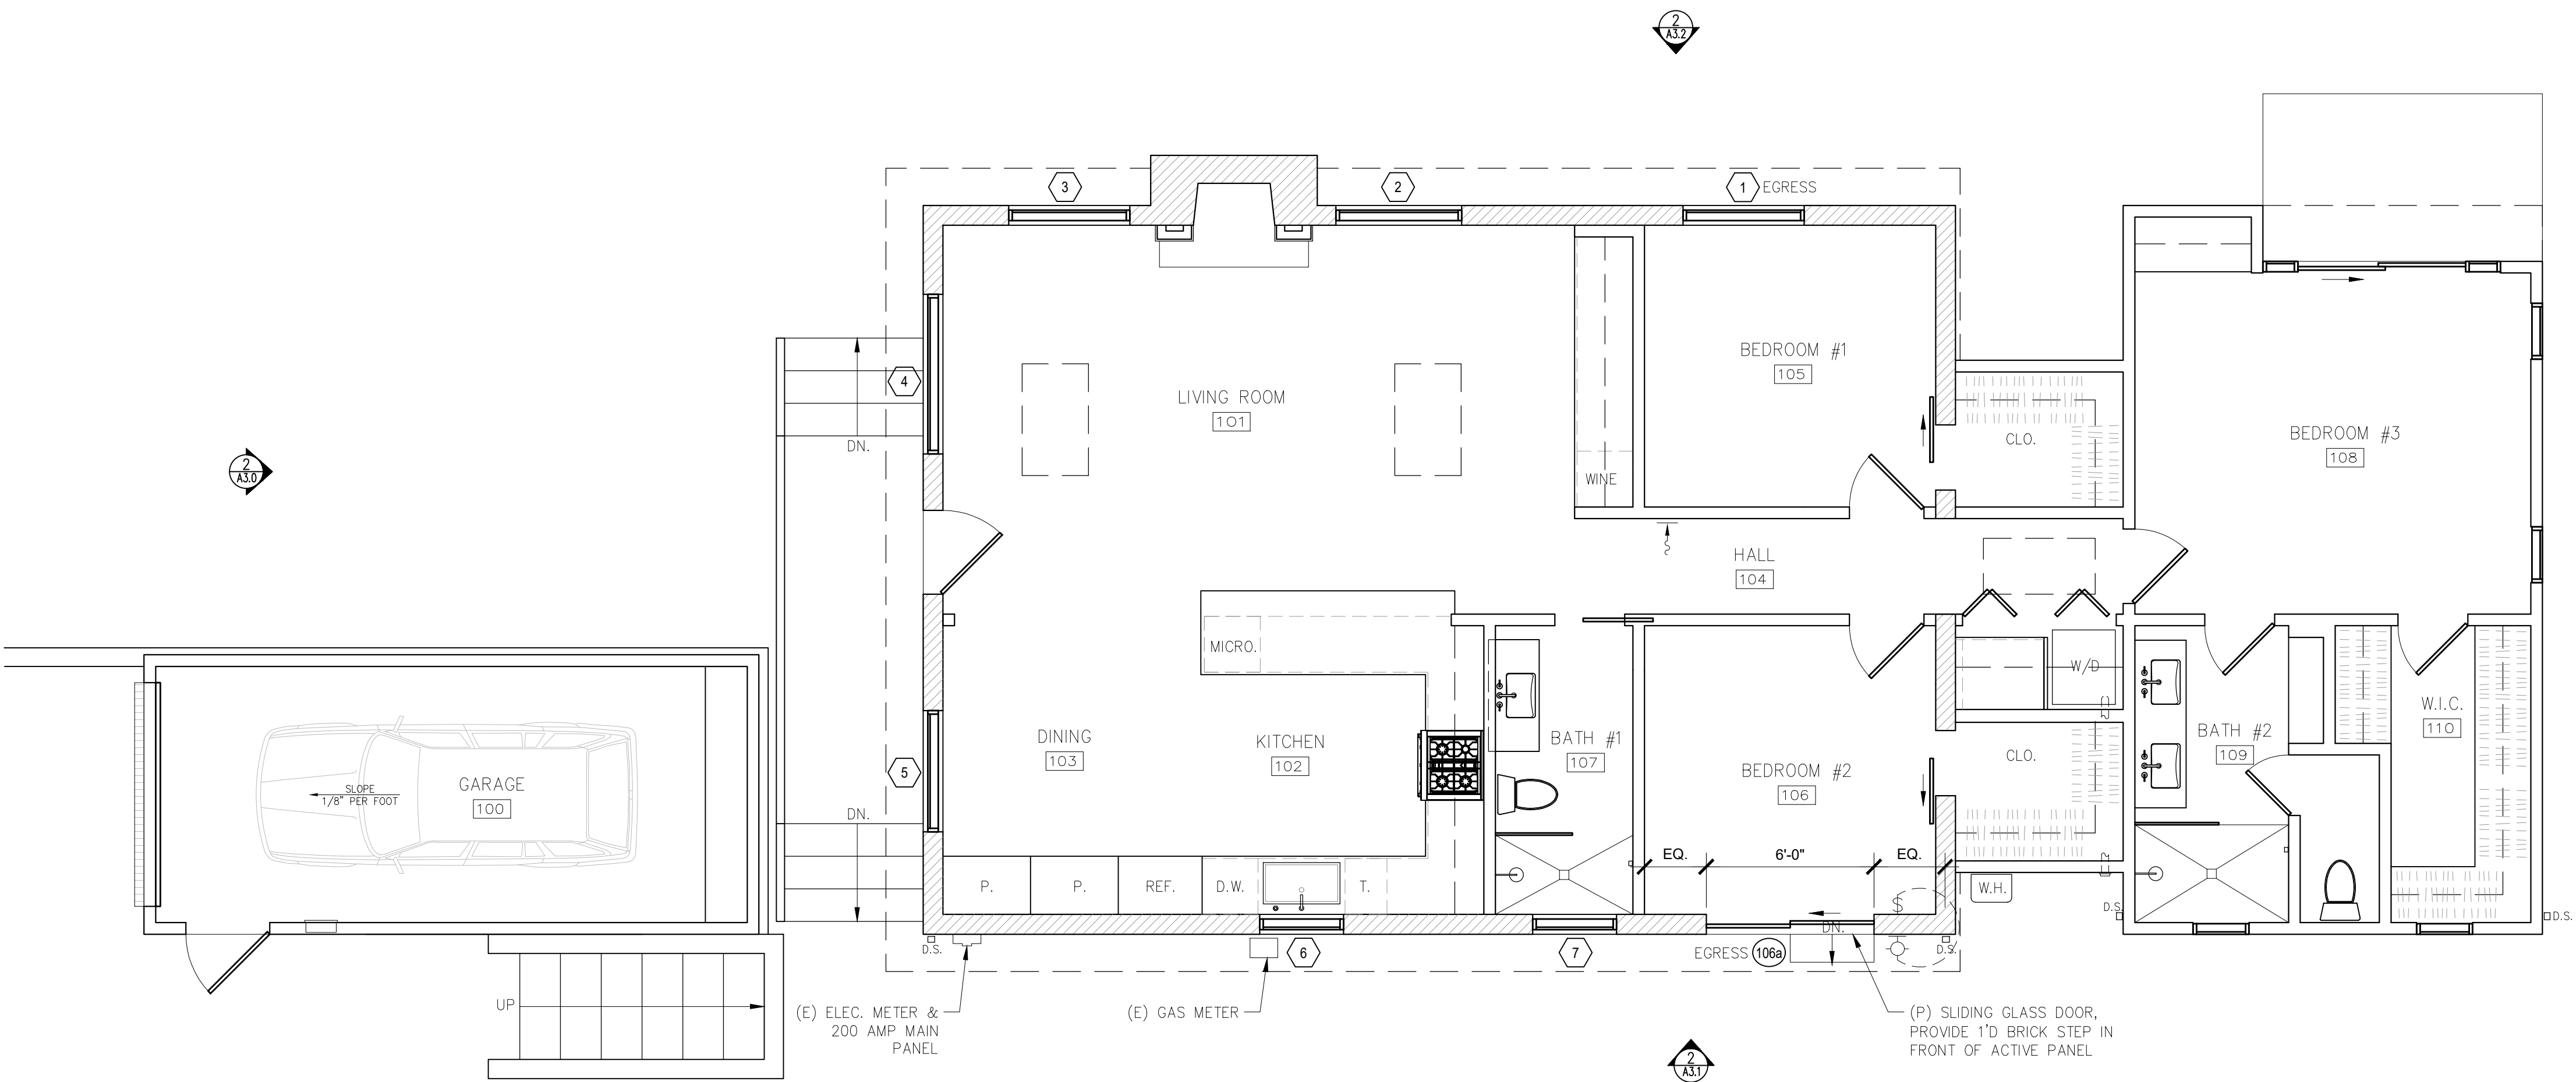 2
A3.2
3
2
1
EGRESS
4
DN.
LIVING ROOM
101
WINE
BEDROOM #1
105
CLO.
BEDROOM #3
108
2
A3.0
HALL
104
MICRO.
W/D
GARAGE
100
SLOPE
1/8" PER FOOT
5
DN.
DINING
103
KITCHEN
102
BATH #1
107
BEDROOM #2
106
CLO.
BATH #2
109
W.I.C.
110
EQ.
6'-0"
EQ.
P.
P.
REF.
D.W.
T.
W.H.
$
D.S.
D.S.
D.S.
D.S.
DN.
6
7
EGRESS
106a
UP
(E) ELEC. METER &
200 AMP MAIN
PANEL
(E) GAS METER
(P) SLIDING GLASS DOOR,
PROVIDE 1'D BRICK STEP IN
FRONT OF ACTIVE PANEL
2
A3.1